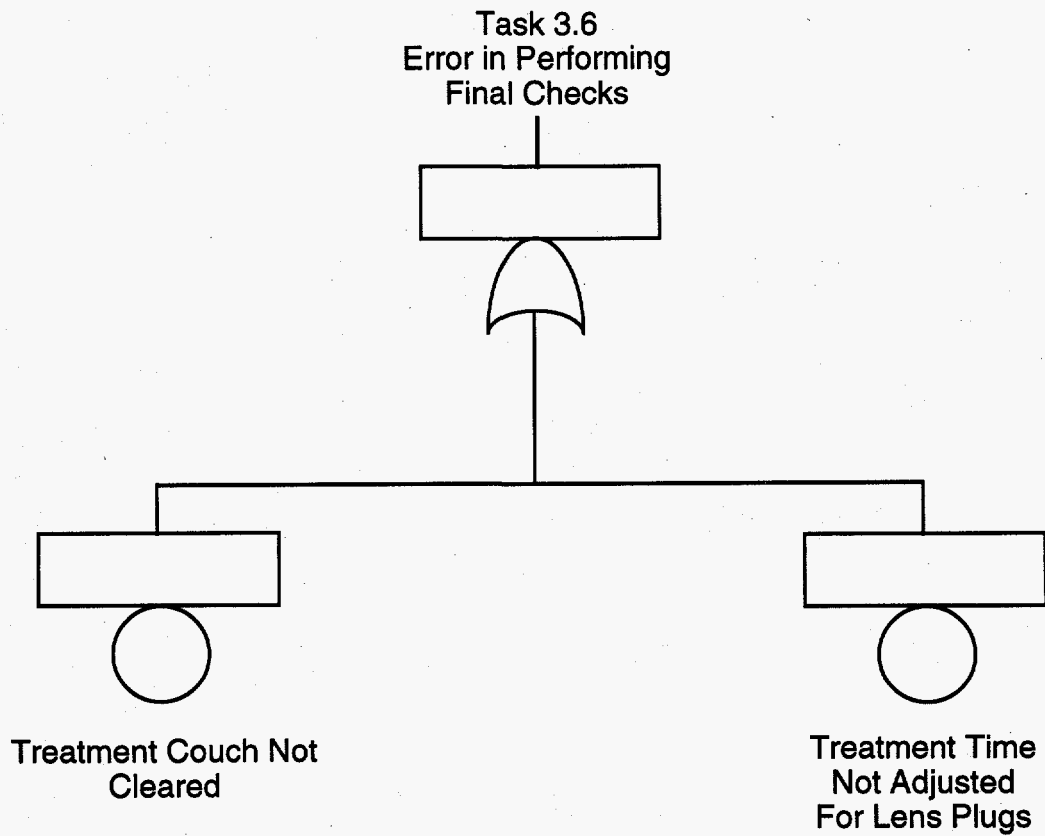 Task 3.6
Error in Performing
Final Checks
Treatment Couch Not
Cleared
Treatment Time
Not Adjusted
For Lens Plugs